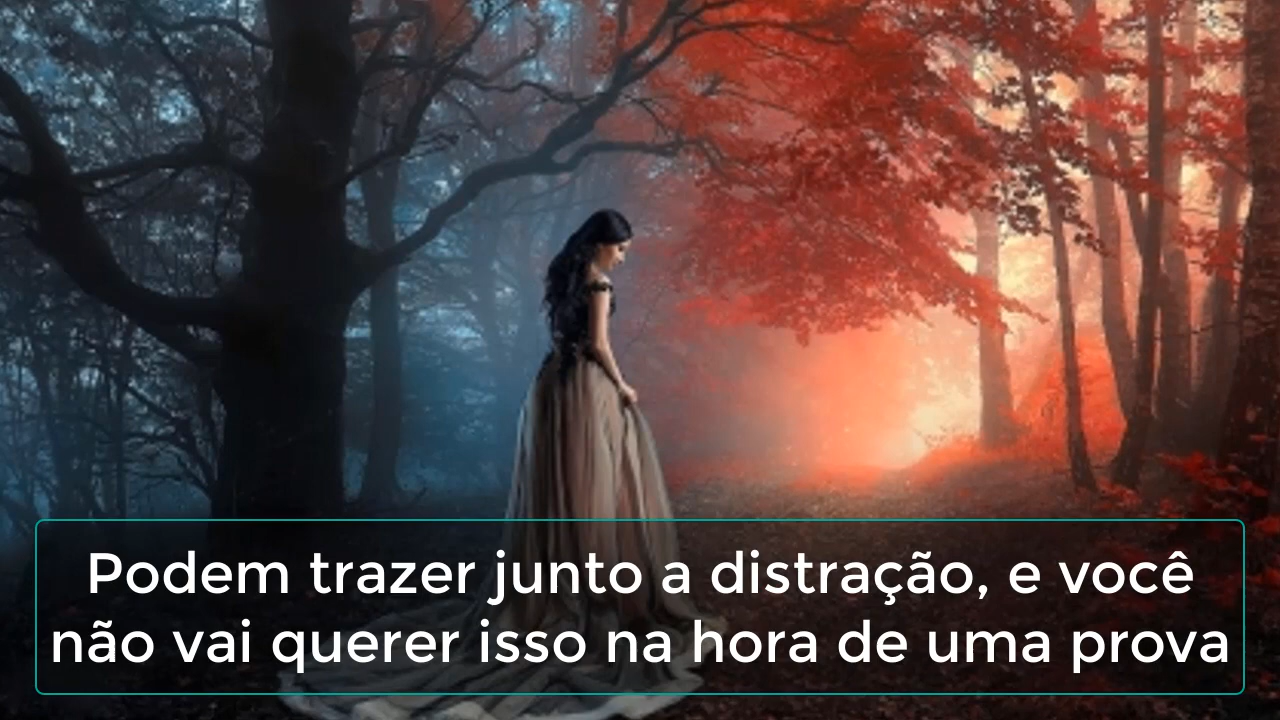 Podem trazer junto a distração, e você
não vai querer isso na hora de uma prova